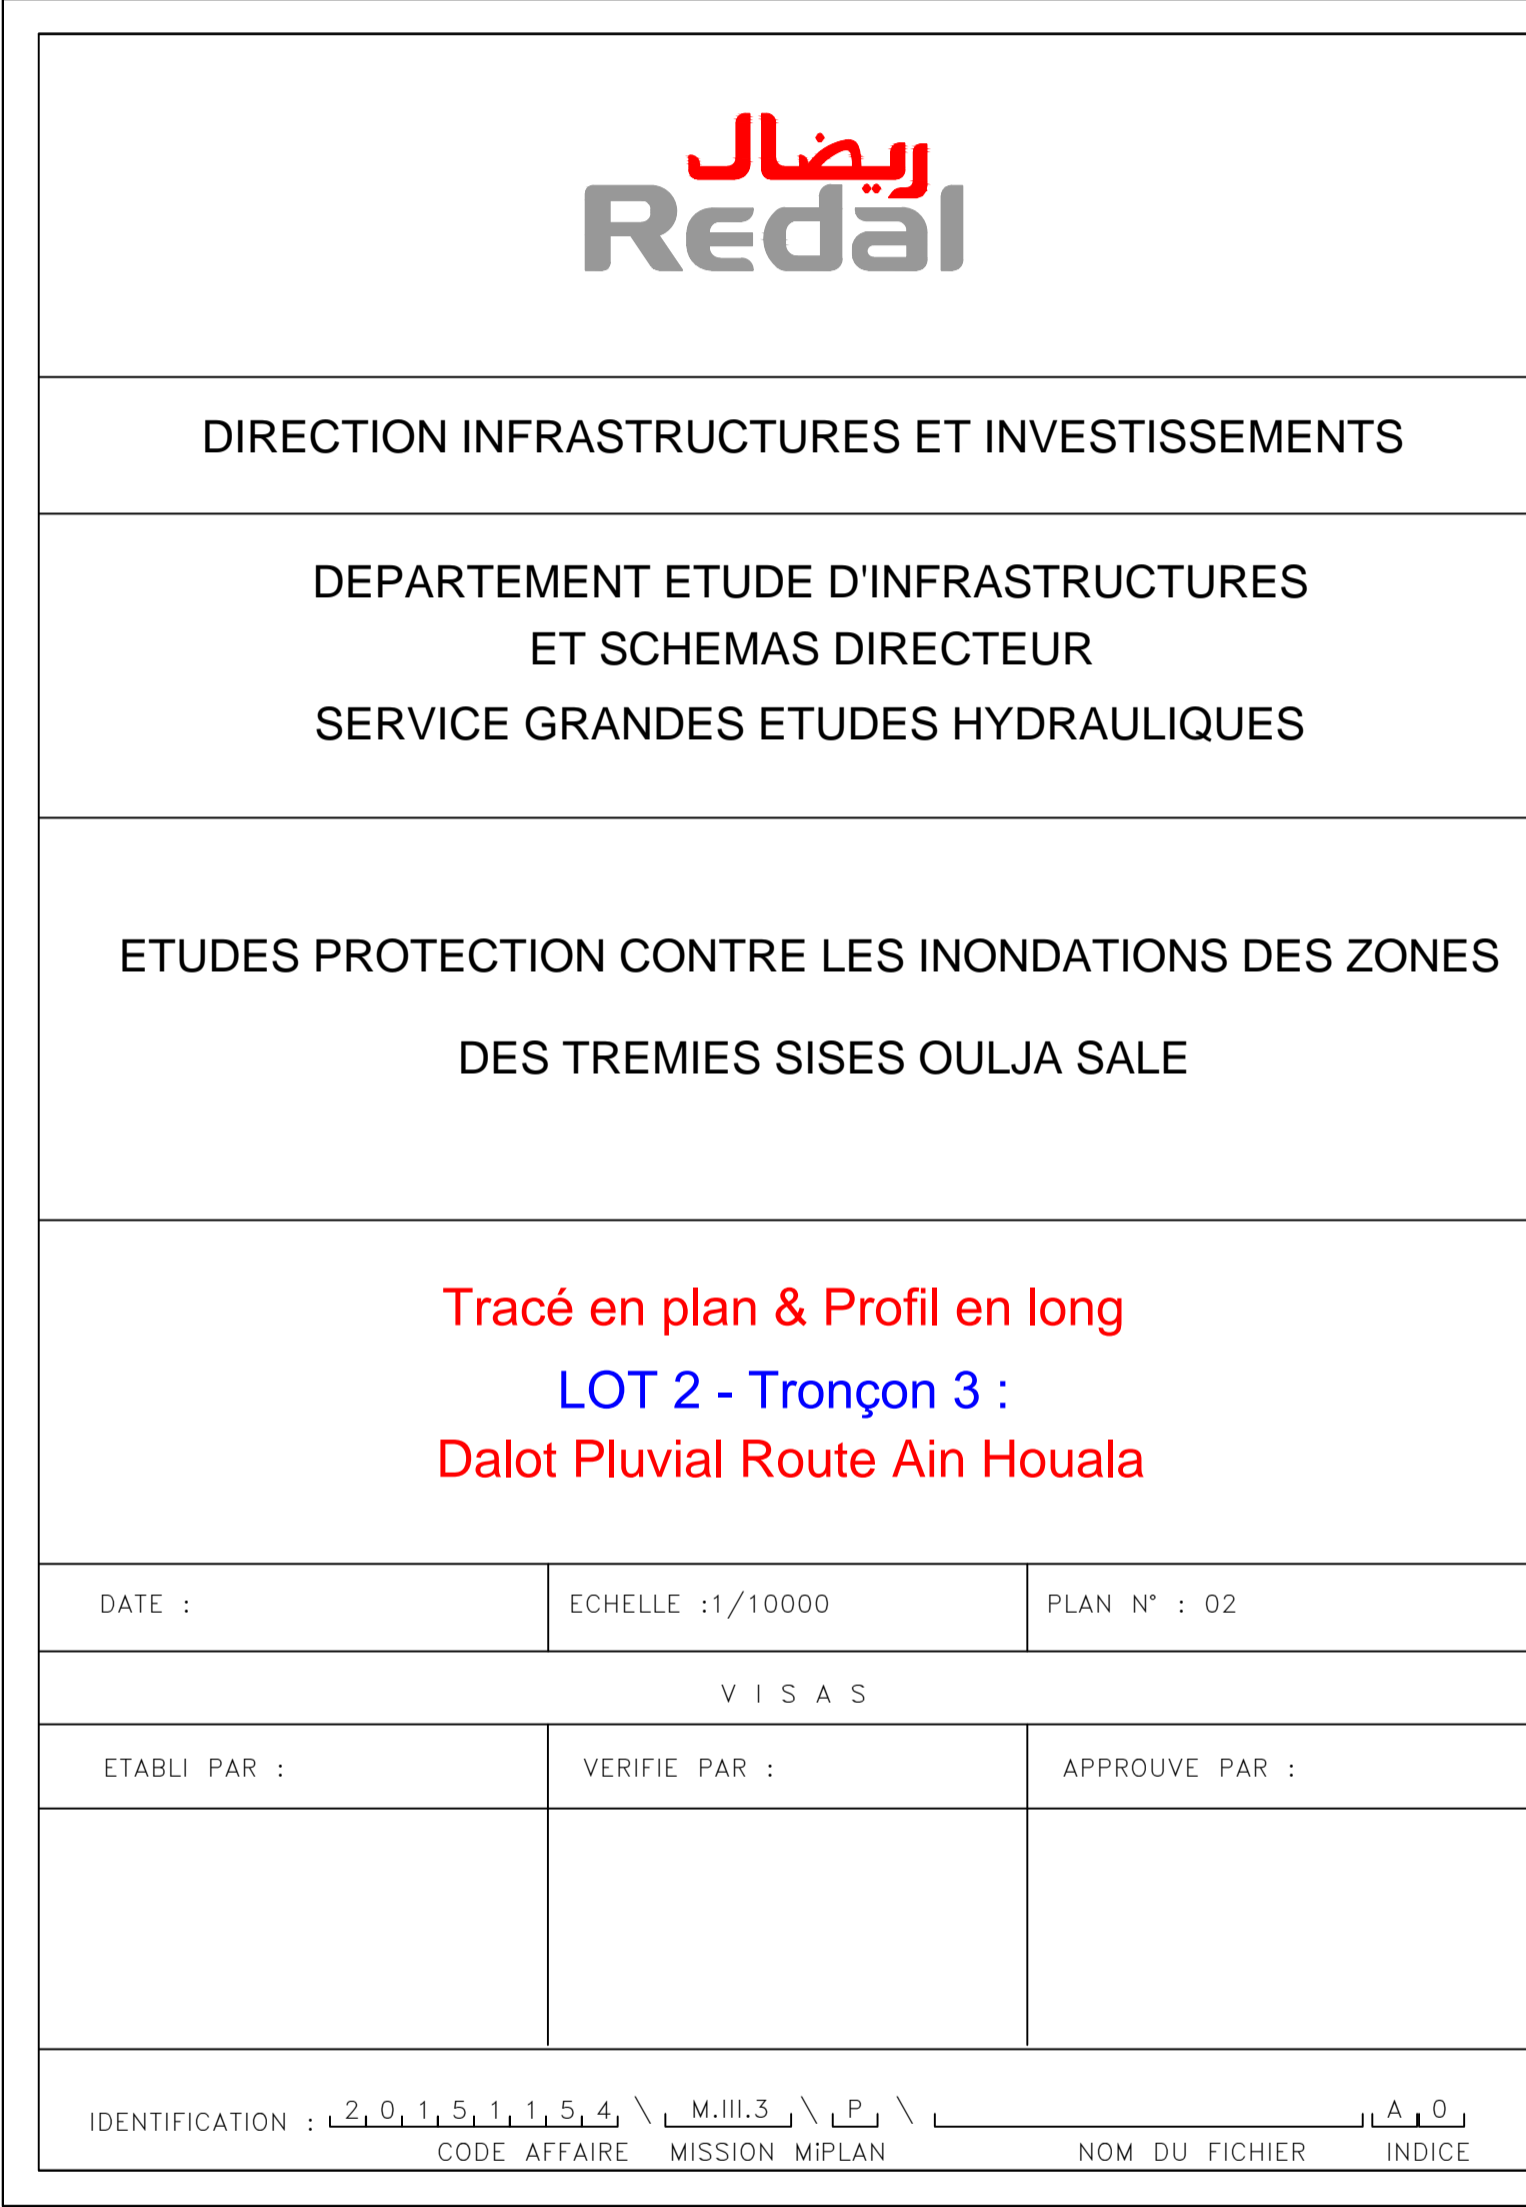 ريضال
Redal
DIRECTION INFRASTRUCTURES ET INVESTISSEMENTS
DEPARTEMENT ETUDE D'INFRASTRUCTURES
ET SCHEMAS DIRECTEUR
SERVICE GRANDES ETUDES HYDRAULIQUES
ETUDES PROTECTION CONTRE LES INONDATIONS DES ZONES
DES TREMIES SISES OULJA SALE
Tracé en plan & Profil en long
LOT 2 - Tronçon 3 :
Dalot Pluvial Route Ain Houala
DATE : ECHELLE :1/10000 PLAN N° : 02
V I S A S
ETABLI PAR : VERIFIE PAR : APPROUVE PAR :
IDENTIFICATION : 2 0 1 5 1 1 5 4 \ M.III.3 \ P \ A 0
CODE AFFAIRE MISSION MiPLAN NOM DU FICHIER INDICE